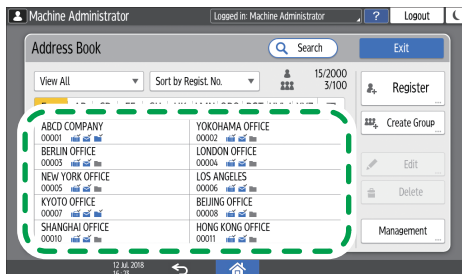 Machine Administrator
Logged in: Machine Administrator
?
Logout
Address Book
Search
Exit
View All
Sort by Regist. No.
15/2000
3/100
Register
Create Group
ABCD COMPANY
00001
YOKOHAMA OFFICE
00002
BERLIN OFFICE
00003
LONDON OFFICE
00004
NEW YORK OFFICE
00005
LOS ANGELES
00006
KYOTO OFFICE
00007
BEIJING OFFICE
00008
SHANGHAI OFFICE
00010
HONG KONG OFFICE
00011
Edit
Delete
Management
12 Jul. 2018
16:23